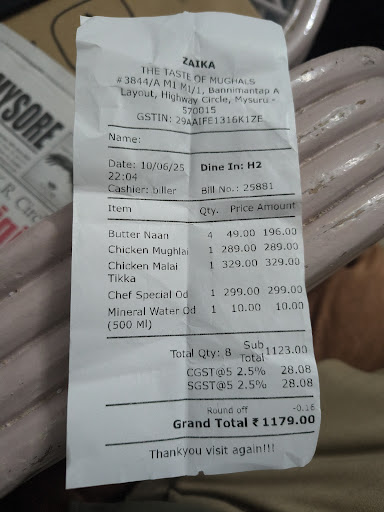 ZAIKA
THE TASTE OF MUGHALS
#3844/A M1 M1/1, Bannimantap A
Layout, Highway Circle, Mysuru -
570015
GSTIN: 29AAIFE1316K1ZE
Name:
Date: 10/06/25 Dine In: H2
22:04
Cashier: biller Bill No.: 25881
Item Qty. Price Amount
Butter Naan 4 49.00 196.00
Chicken Mughlai 1 289.00 289.00
Chicken Malai 1 329.00 329.00
Tikka
Chef Special Od 1 299.00 299.00
Mineral Water Od 1 10.00 10.00
(500 Ml)
Total Qty: 8 Sub Total 1123.00
CGST@5 2.5% 28.08
SGST@5 2.5% 28.08
Round off -0.16
Grand Total ₹ 1179.00
Thankyou visit again!!!
MYSORE